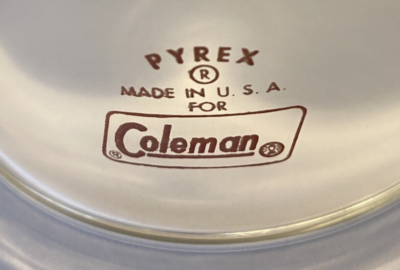 PYREX
®
MADE IN U. S. A.
FOR
Coleman